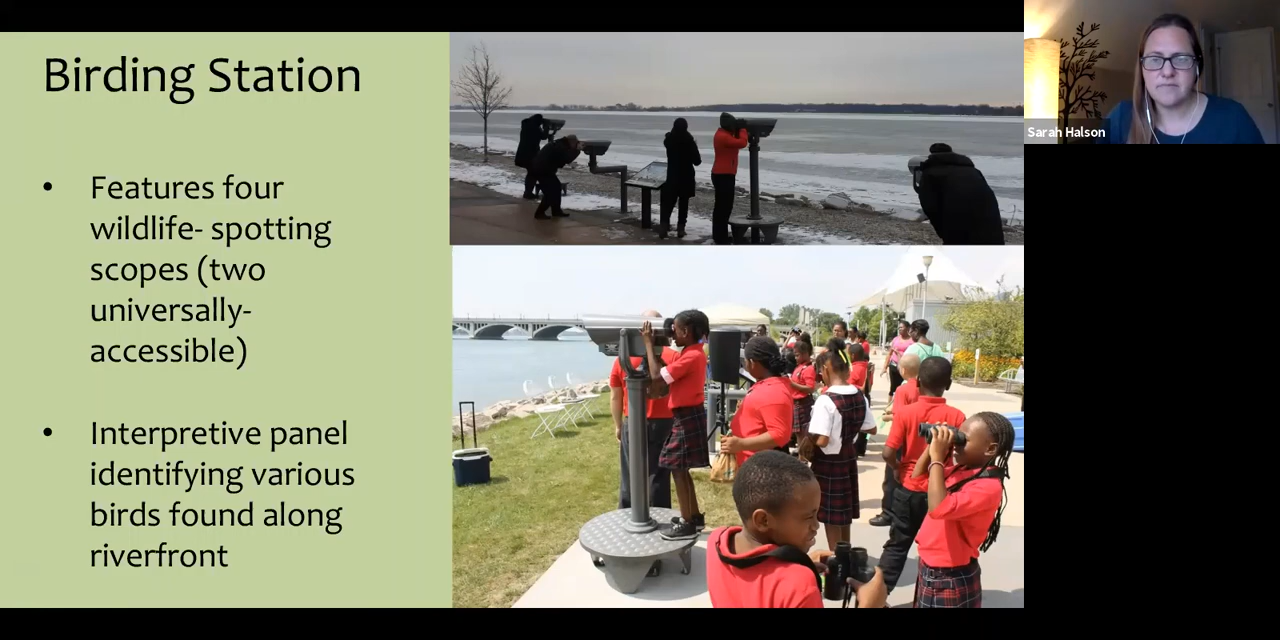 Birding Station
• Features four
wildlife- spotting
scopes (two
universally-
accessible)
• Interpretive panel
identifying various
birds found along
riverfront
Sarah Halson